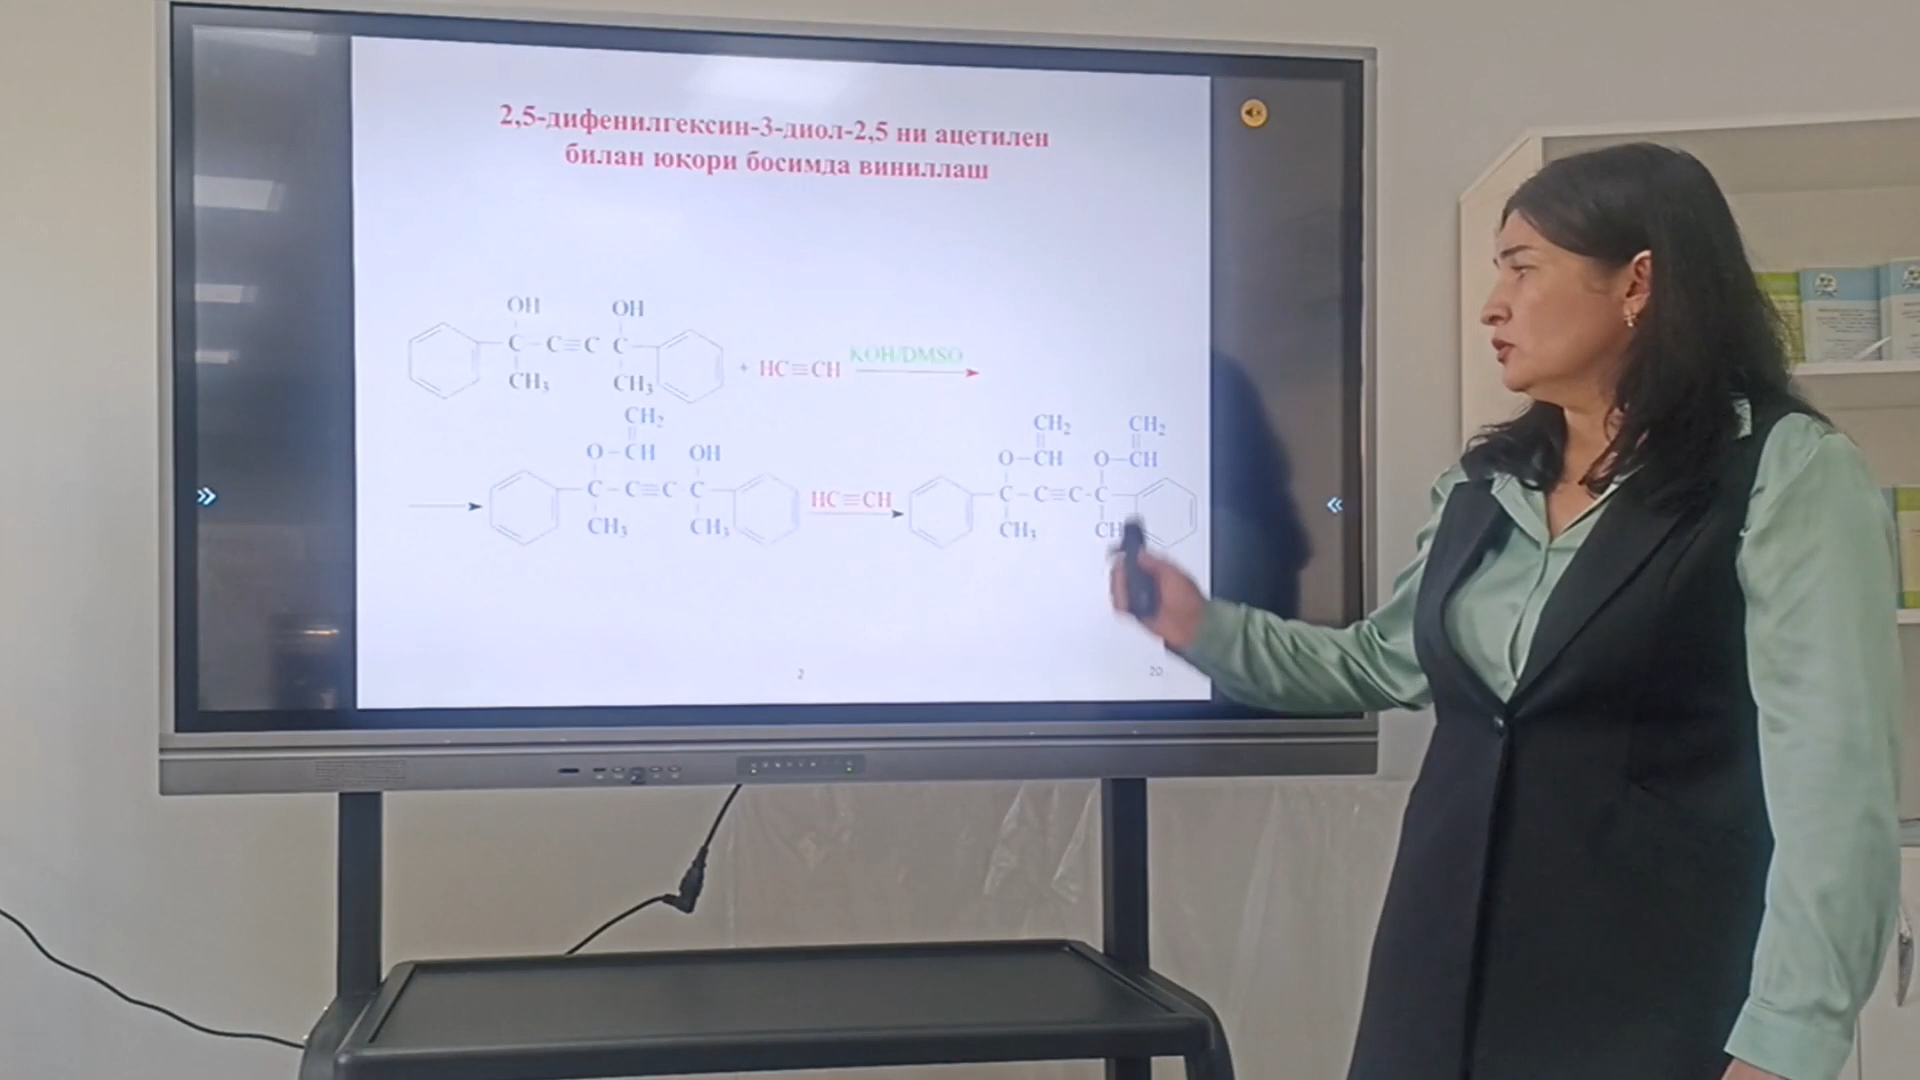 2,5-дифенилгексин-3-диол-2,5 ни ацетилен
билан юқори босимда виниллаш
OH OH
C-C≡C C
CH₃ CH₃
+ HC≡CH KOH/DMSO
CH₂
O-CH OH
C-C≡C C
CH₃ CH₃
HC≡CH
CH₂ CH₂
O-CH O-CH
C-C≡C-C
CH₃ CH
2 20